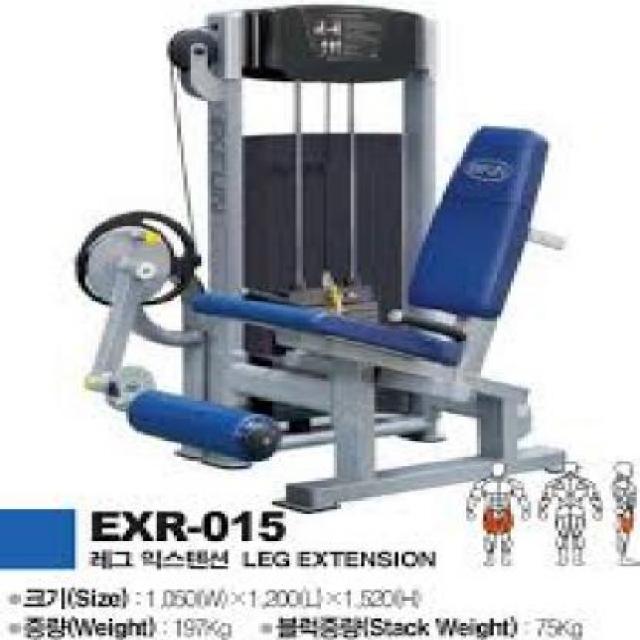 EXR-015
레그 익스텐션 LEG EXTENSION
크기(Size) : 1,050(W)×1,200(L)×1,520(H)
중량(Weight) : 197Kg 블럭중량(Stack Weight) : 75Kg